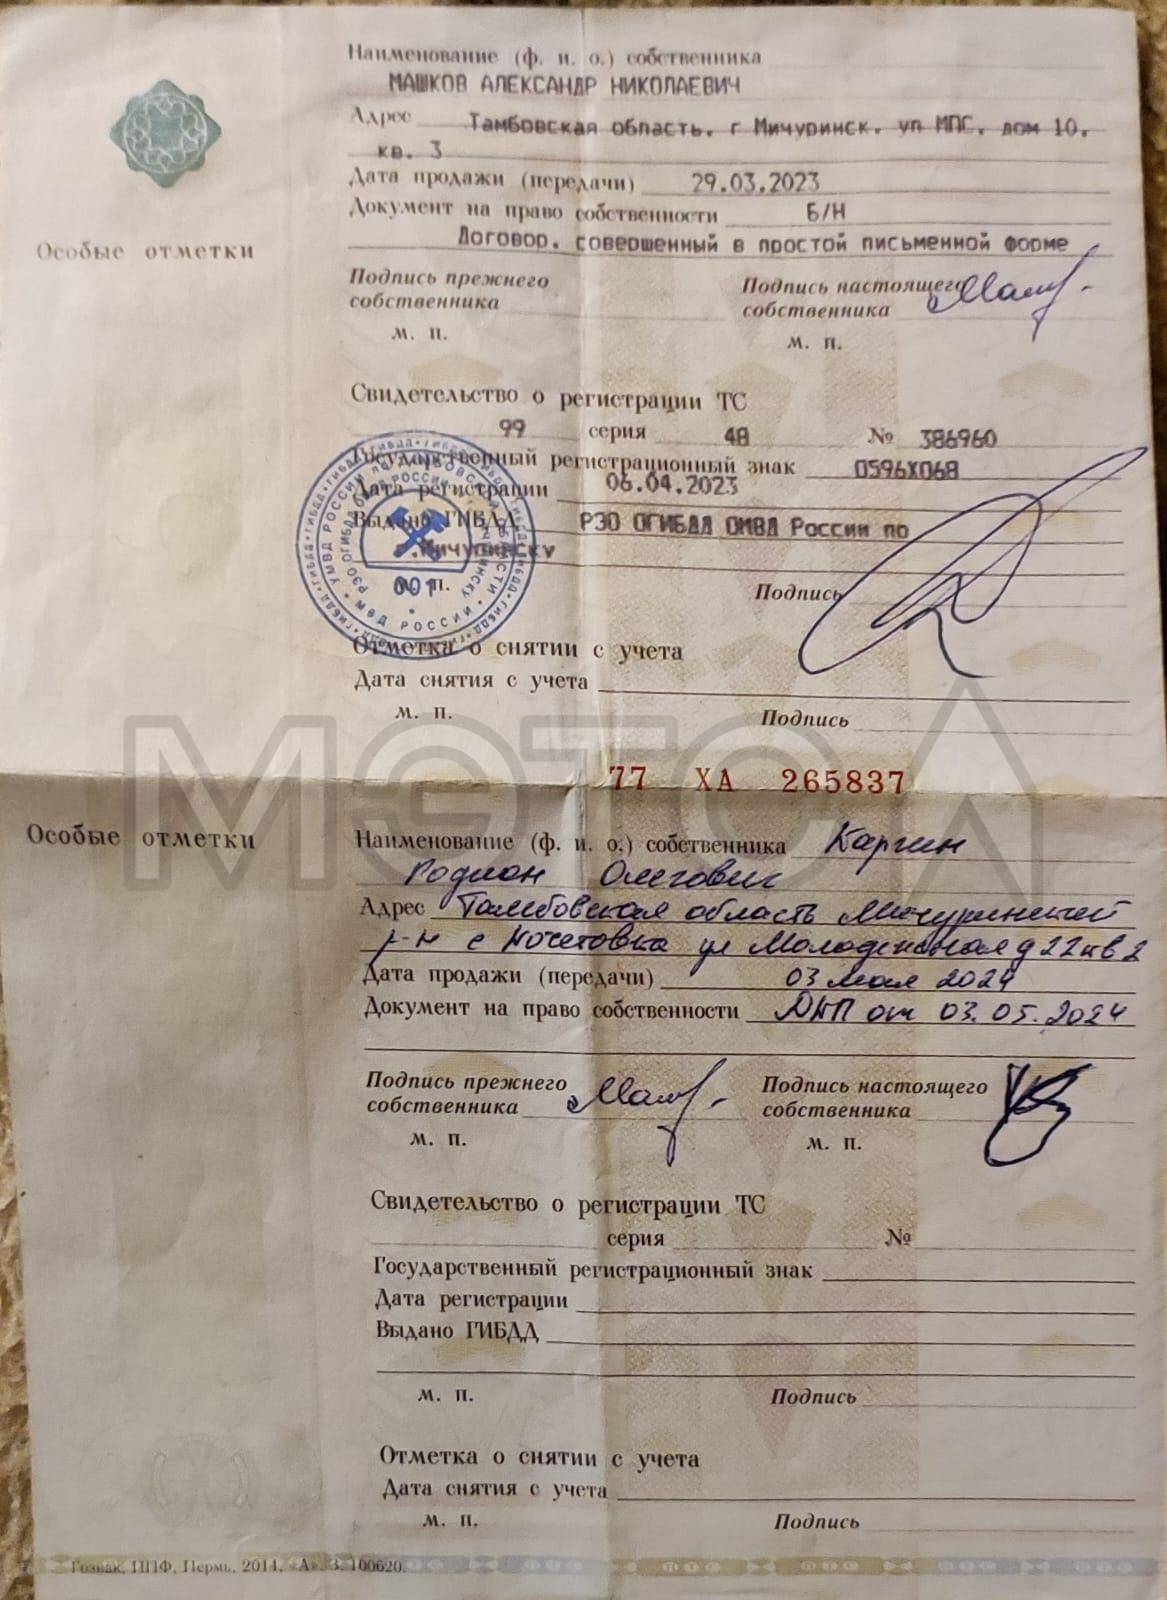 Наименование (ф. и. о.) собственника
МАШКОВ АЛЕКСАНДР НИКОЛАЕВИЧ
Адрес Тамбовская область, г Мичуринск, ул МПС, дом 10,
кв. 3
Дата продажи (передачи) 29.03.2023
Документ на право собственности Б/Н
Договор, совершенный в простой письменной форме
Особые отметки
Подпись прежнего собственника
Подпись настоящего собственника
м. п.
м. п.
Свидетельство о регистрации ТС
99 серия 48 № 386960
Государственный регистрационный знак О596ХО68
Дата регистрации 06.04.2023
Выдано ГИБДД РЭО ОГИБДД ОМВД России по
г.Мичуринску
м. п.
001
МВД РОССИИ
Подпись
Отметка о снятии с учета
Дата снятия с учета
м. п.
Подпись
МЭТОЛ
77 ХА 265837
Особые отметки
Наименование (ф. и. о.) собственника Каргин
Родион Олегович
Адрес Тамбовская область Мичуринский
р-н с Кочетовка ул Молодежная д 22 кв 2
Дата продажи (передачи) 03 мая 2024
Документ на право собственности ДКП от 03.05.2024
Подпись прежнего собственника
Подпись настоящего собственника
м. п.
м. п.
Свидетельство о регистрации ТС
серия №
Государственный регистрационный знак
Дата регистрации
Выдано ГИБДД
м. п.
Подпись
Отметка о снятии с учета
Дата снятия с учета
м. п.
Подпись
Гознак, ППФ, Пермь, 2014, «А». З. 100620.